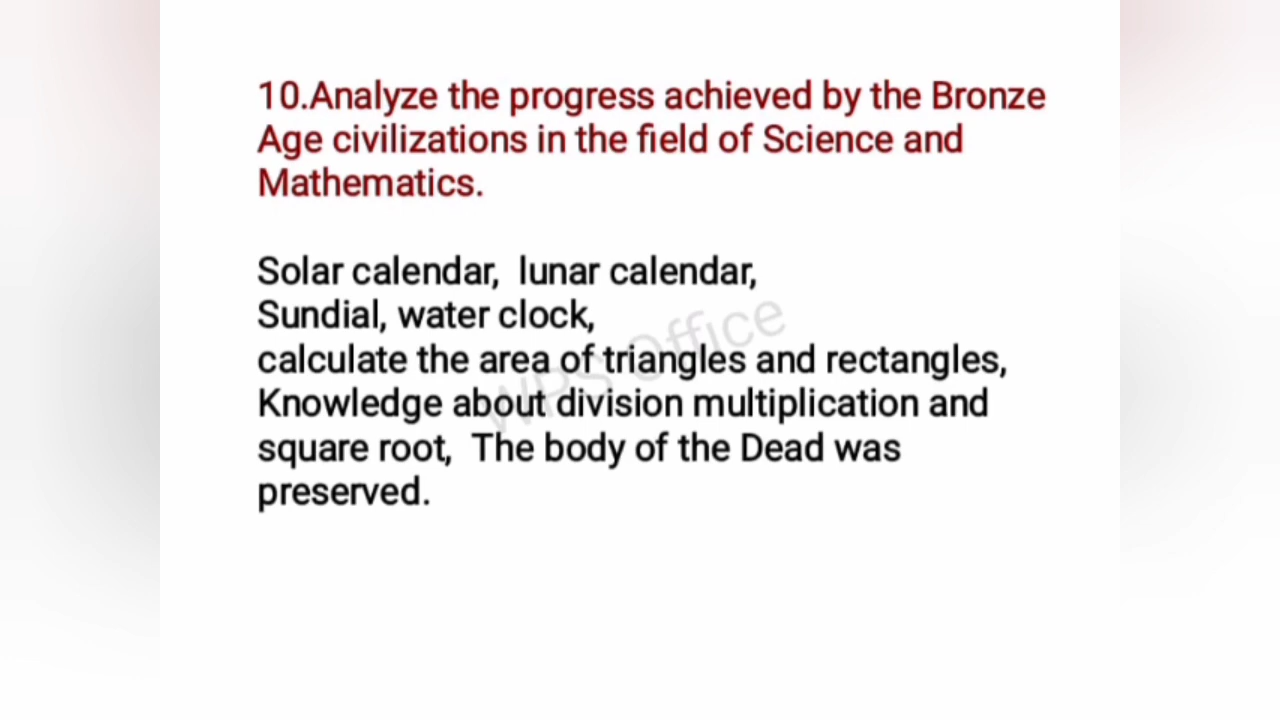 10.Analyze the progress achieved by the Bronze
Age civilizations in the field of Science and
Mathematics.
Solar calendar,  lunar calendar,
Sundial, water clock,
calculate the area of triangles and rectangles,
Knowledge about division multiplication and
square root,  The body of the Dead was
preserved.
WPS Office